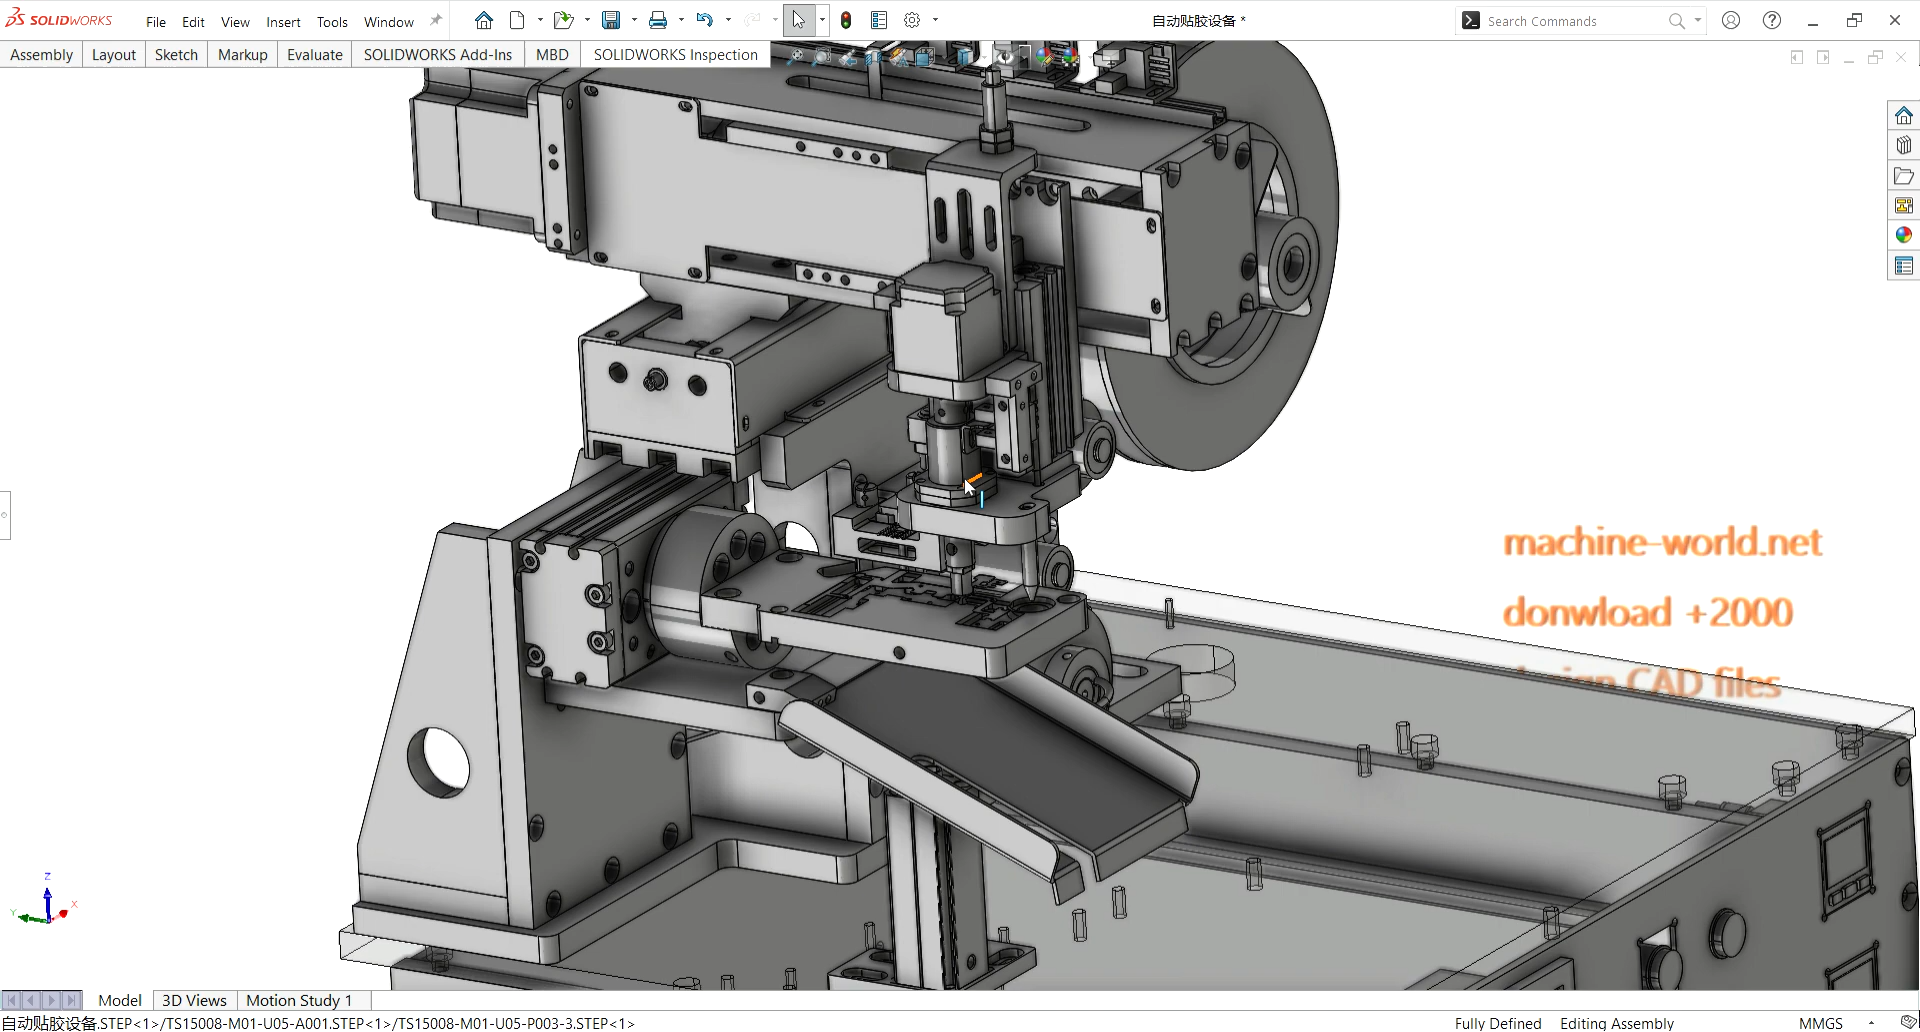 SOLIDWORKS
File Edit View Insert Tools Window
自动贴胶设备 *
Search Commands
Assembly Layout Sketch Markup Evaluate SOLIDWORKS Add-Ins MBD SOLIDWORKS Inspection
machine-world.net
donwload +2000
design CAD files
Z
Y
X
Model 3D Views Motion Study 1
自动贴胶设备.STEP<1>/TS15008-M01-U05-A001.STEP<1>/TS15008-M01-U05-P003-3.STEP<1>
Fully Defined Editing Assembly MMGS